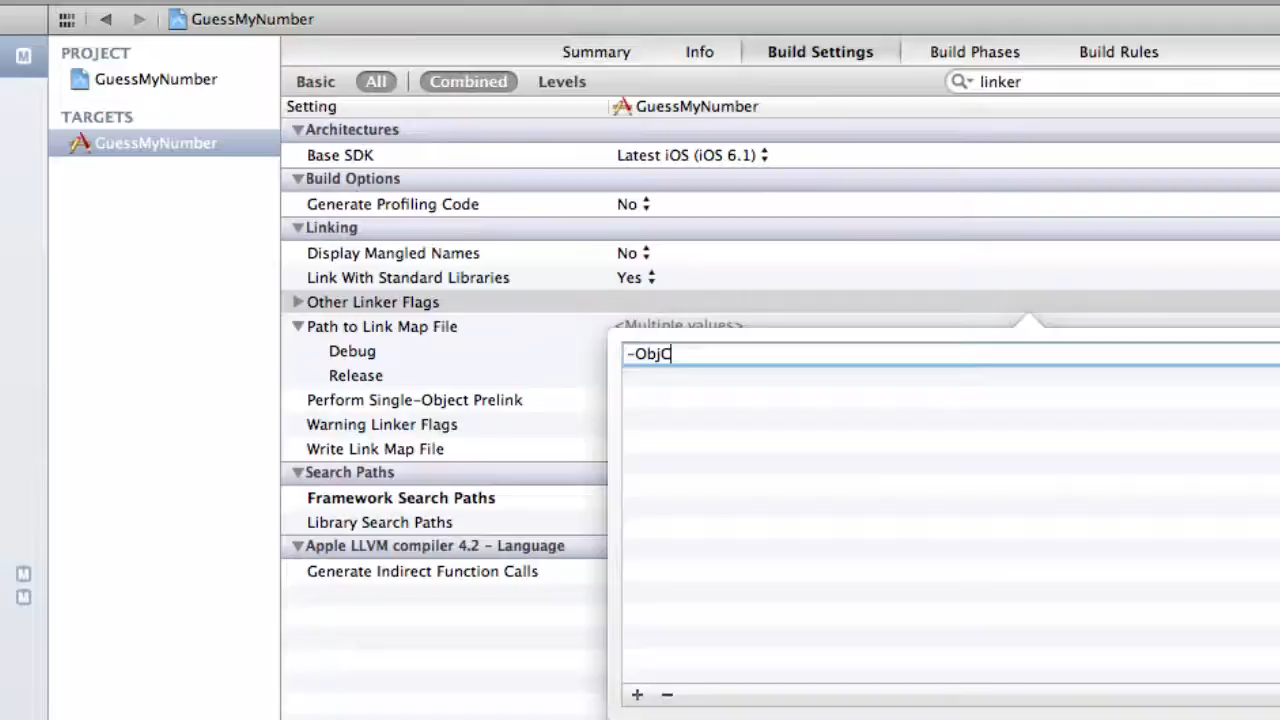 GuessMyNumber
PROJECT
GuessMyNumber
TARGETS
GuessMyNumber
Summary Info Build Settings Build Phases Build Rules
Basic All Combined Levels linker
Setting GuessMyNumber
Architectures
Base SDK Latest iOS (iOS 6.1)
Build Options
Generate Profiling Code No
Linking
Display Mangled Names No
Link With Standard Libraries Yes
Other Linker Flags
Path to Link Map File <Multiple values>
Debug
Release
Perform Single-Object Prelink
Warning Linker Flags
Write Link Map File
Search Paths
Framework Search Paths
Library Search Paths
Apple LLVM compiler 4.2 - Language
Generate Indirect Function Calls
-ObjC
M
M
M